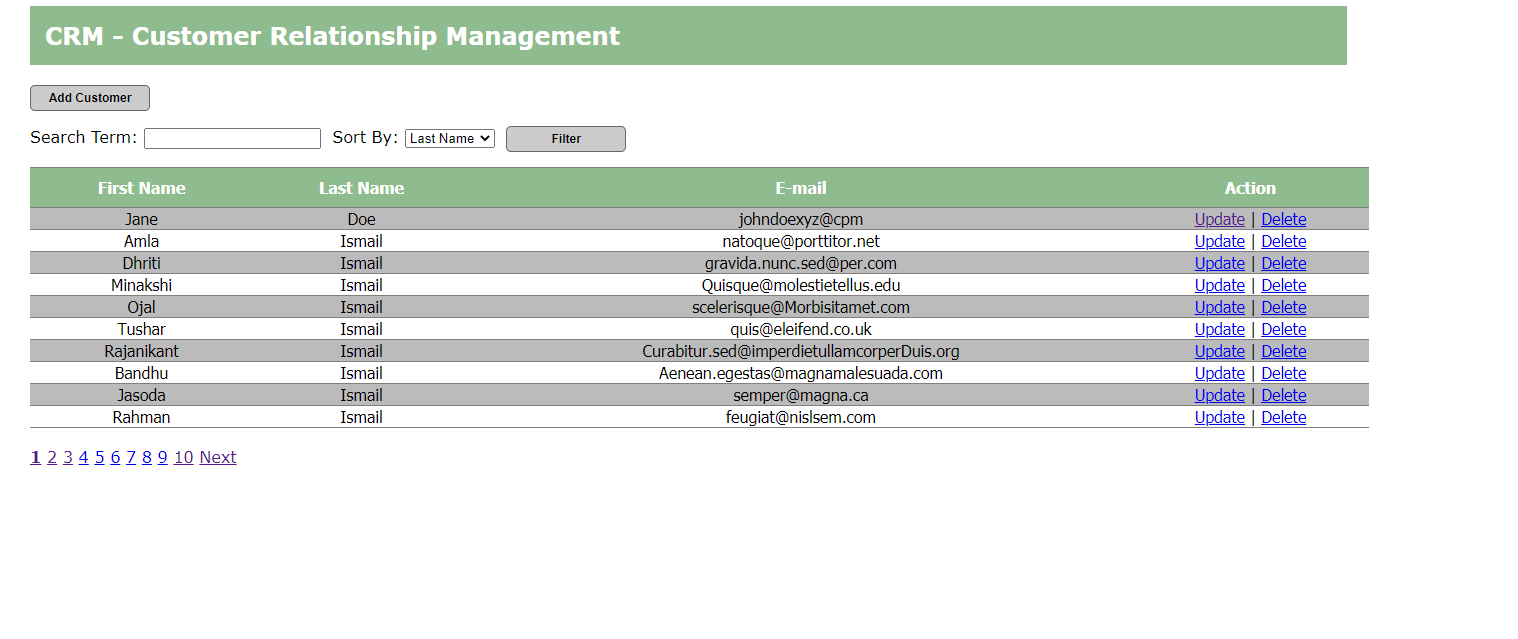 CRM - Customer Relationship Management
Add Customer
Search Term: Sort By: Last Name Filter
First Name Last Name E-mail Action
Jane Doe johndoexyz@cpm Update | Delete
Amla Ismail natoque@porttitor.net Update | Delete
Dhriti Ismail gravida.nunc.sed@per.com Update | Delete
Minakshi Ismail Quisque@molestietellus.edu Update | Delete
Ojal Ismail scelerisque@Morbisitamet.com Update | Delete
Tushar Ismail quis@eleifend.co.uk Update | Delete
Rajanikant Ismail Curabitur.sed@imperdietullamcorperDuis.org Update | Delete
Bandhu Ismail Aenean.egestas@magnamalesuada.com Update | Delete
Jasoda Ismail semper@magna.ca Update | Delete
Rahman Ismail feugiat@nislsem.com Update | Delete
1 2 3 4 5 6 7 8 9 10 Next